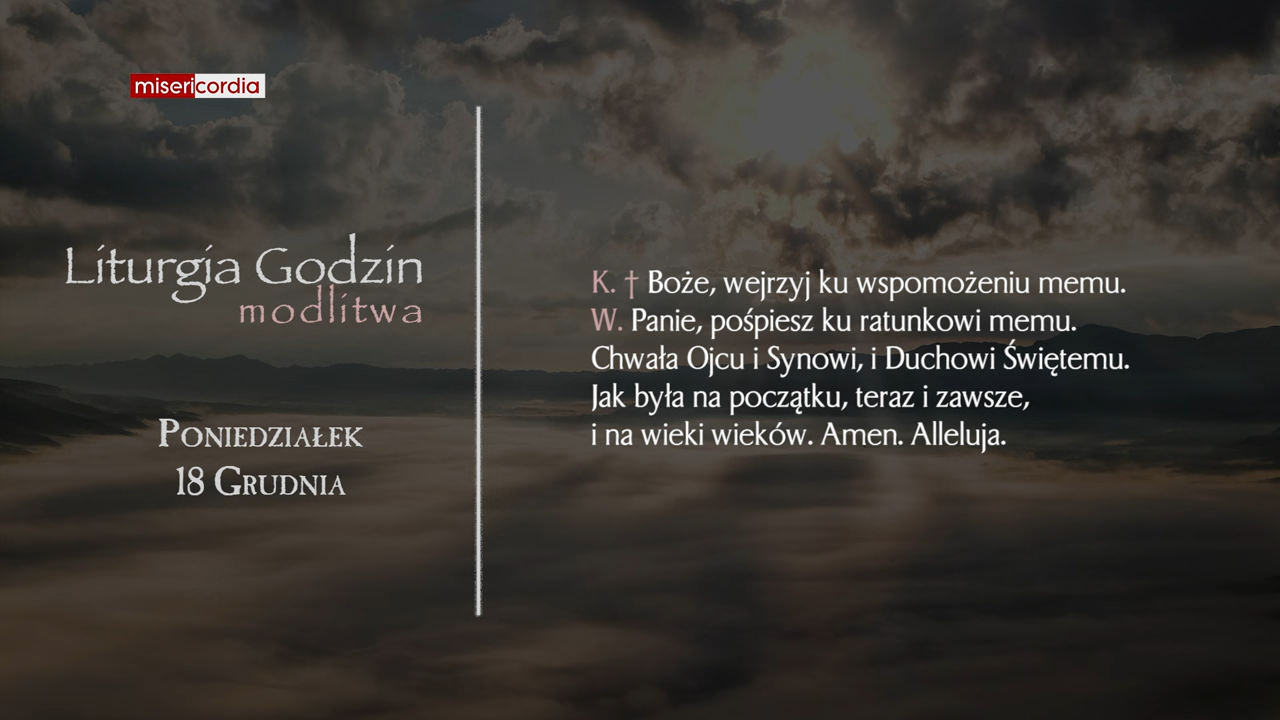 misericordia
Liturgia Godzin
modlitwa
Poniedziałek
18 Grudnia
K. † Boże, wejrzyj ku wspomożeniu memu.
W. Panie, pośpiesz ku ratunkowi memu.
Chwała Ojcu i Synowi, i Duchowi Świętemu.
Jak była na początku, teraz i zawsze,
i na wieki wieków. Amen. Alleluja.